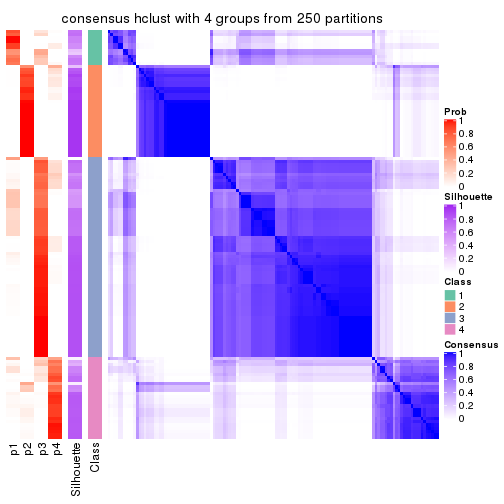 consensus hclust with 4 groups from 250 partitions
Prob
1
0.8
0.6
0.4
0.2
0
Silhouette
1
0.8
0.6
0.4
0.2
0
Class
1
2
3
4
Consensus
1
0.8
0.6
0.4
0.2
0
p1
p2
p3
p4
Silhouette
Class